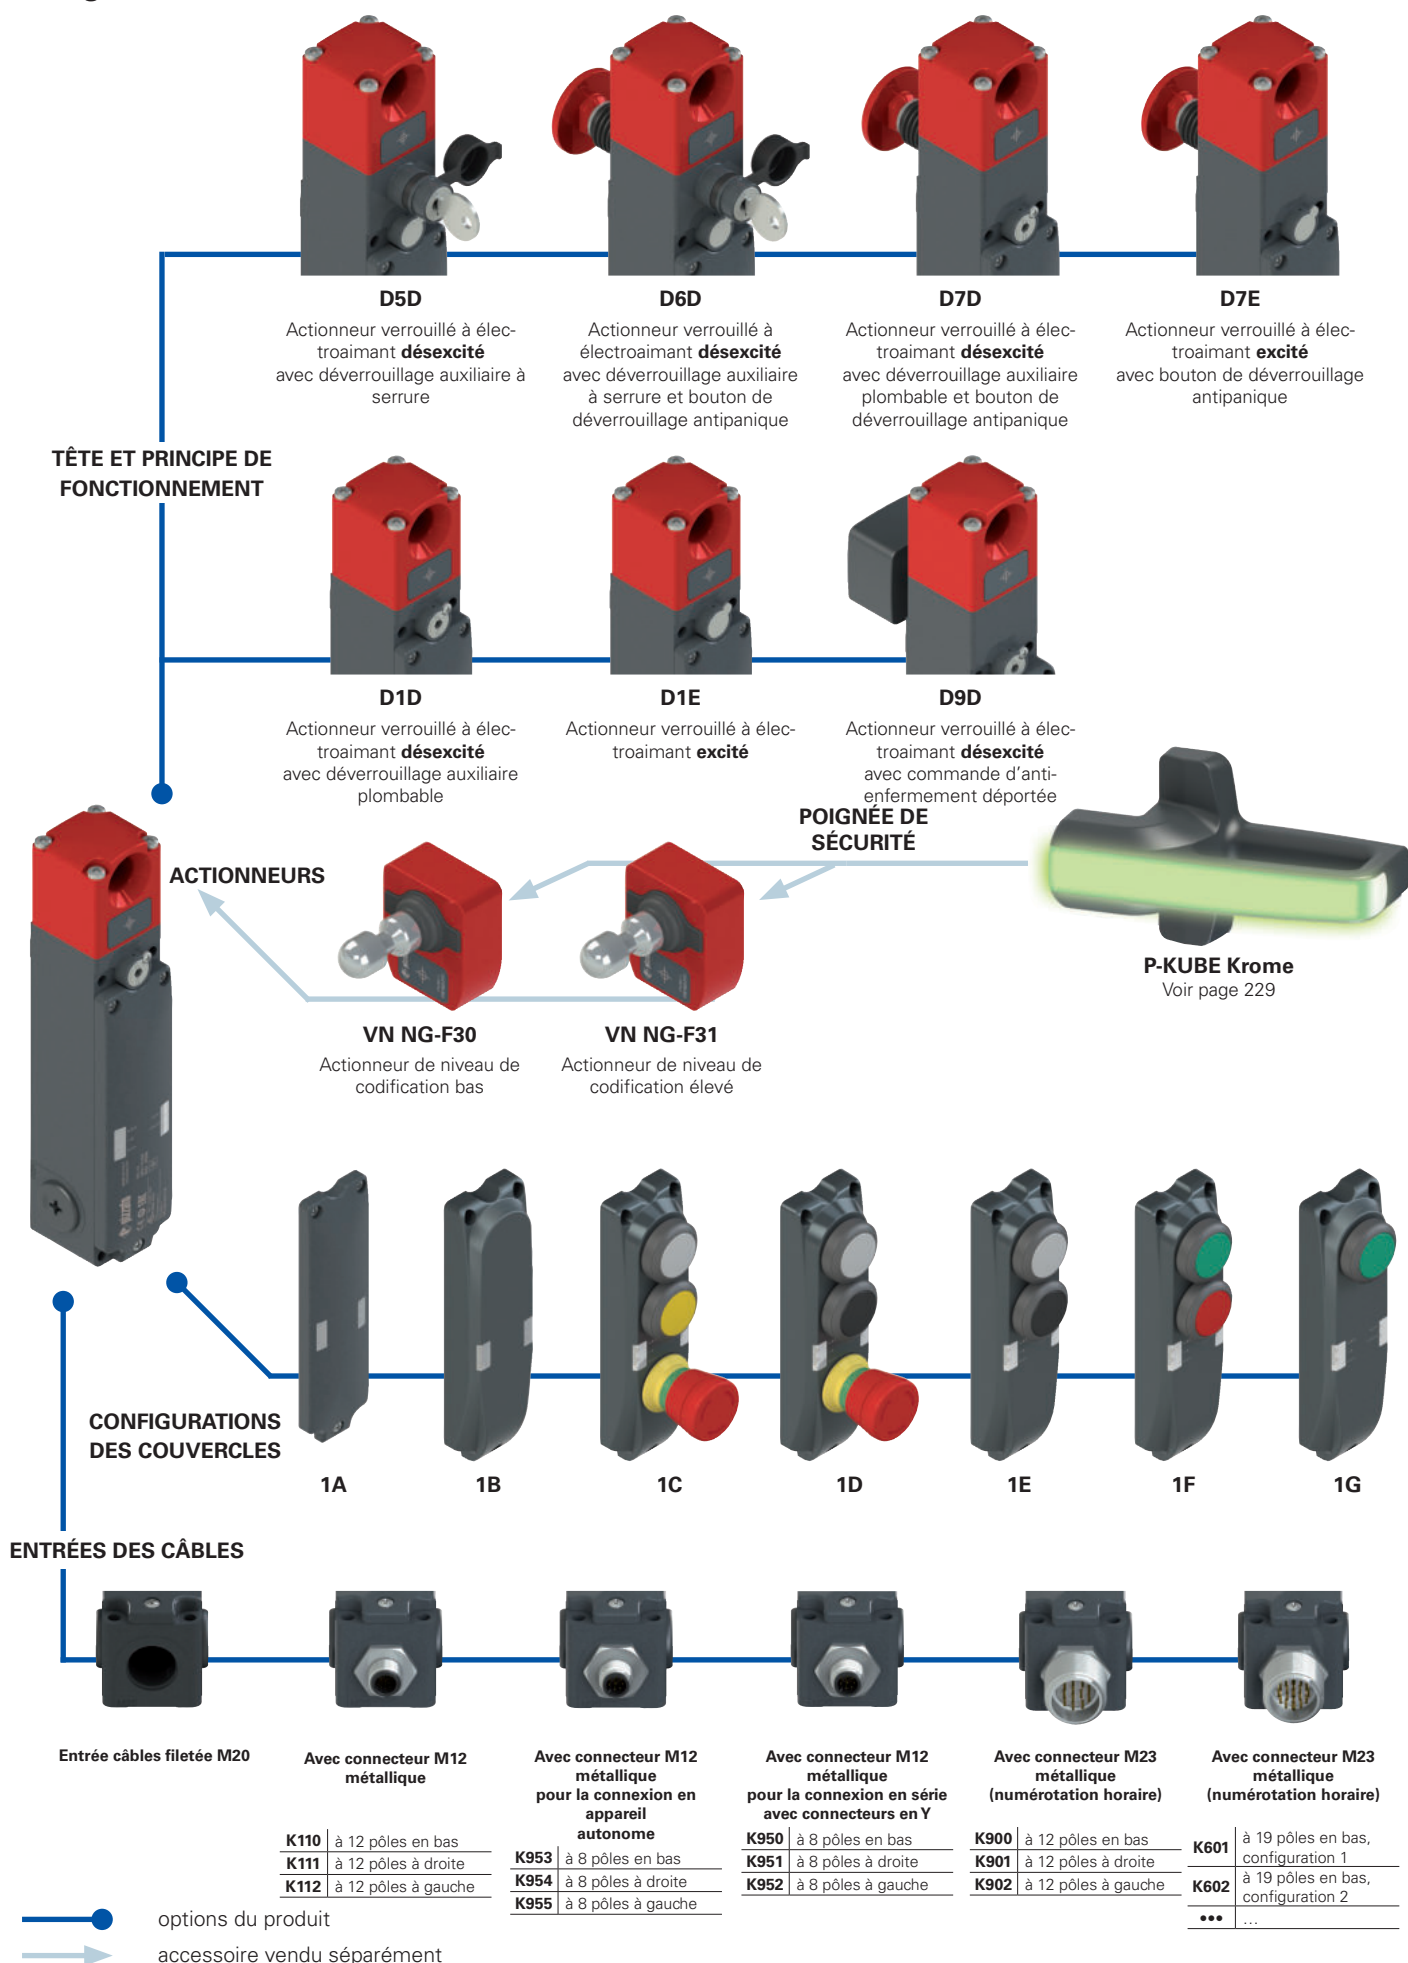 D5D
Actionneur verrouillé à élec-
troaimant désexcité
avec déverrouillage auxiliaire à
serrure
D6D
Actionneur verrouillé à
électroaimant désexcité
avec déverrouillage auxiliaire
à serrure et bouton de
déverrouillage antipanique
D7D
Actionneur verrouillé à élec-
troaimant désexcité
avec déverrouillage auxiliaire
plombable et bouton de
déverrouillage antipanique
D7E
Actionneur verrouillé à élec-
troaimant excité
avec bouton de déverrouillage
antipanique
TÊTE ET PRINCIPE DE
FONCTIONNEMENT
D1D
Actionneur verrouillé à élec-
troaimant désexcité
avec déverrouillage auxiliaire
plombable
D1E
Actionneur verrouillé à élec-
troaimant excité
D9D
Actionneur verrouillé à élec-
troaimant désexcité
avec commande d'anti-
enfermement déportée
POIGNÉE DE
SÉCURITÉ
ACTIONNEURS
P-KUBE Krome
Voir page 229
VN NG-F30
Actionneur de niveau de
codification bas
VN NG-F31
Actionneur de niveau de
codification élevé
pizzato
CONFIGURATIONS
DES COUVERCLES
1A
1B
1C
1D
1E
1F
1G
ENTRÉES DES CÂBLES
Entrée câbles filetée M20
Avec connecteur M12
métallique
K110 à 12 pôles en bas
K111 à 12 pôles à droite
K112 à 12 pôles à gauche
Avec connecteur M12
métallique
pour la connexion en
appareil
autonome
K953 à 8 pôles en bas
K954 à 8 pôles à droite
K955 à 8 pôles à gauche
Avec connecteur M12
métallique
pour la connexion en série
avec connecteurs en Y
K950 à 8 pôles en bas
K951 à 8 pôles à droite
K952 à 8 pôles à gauche
Avec connecteur M23
métallique
(numérotation horaire)
K900 à 12 pôles en bas
K901 à 12 pôles à droite
K902 à 12 pôles à gauche
Avec connecteur M23
métallique
(numérotation horaire)
K601 à 19 pôles en bas,
configuration 1
K602 à 19 pôles en bas,
configuration 2
••• …
options du produit
accessoire vendu séparément